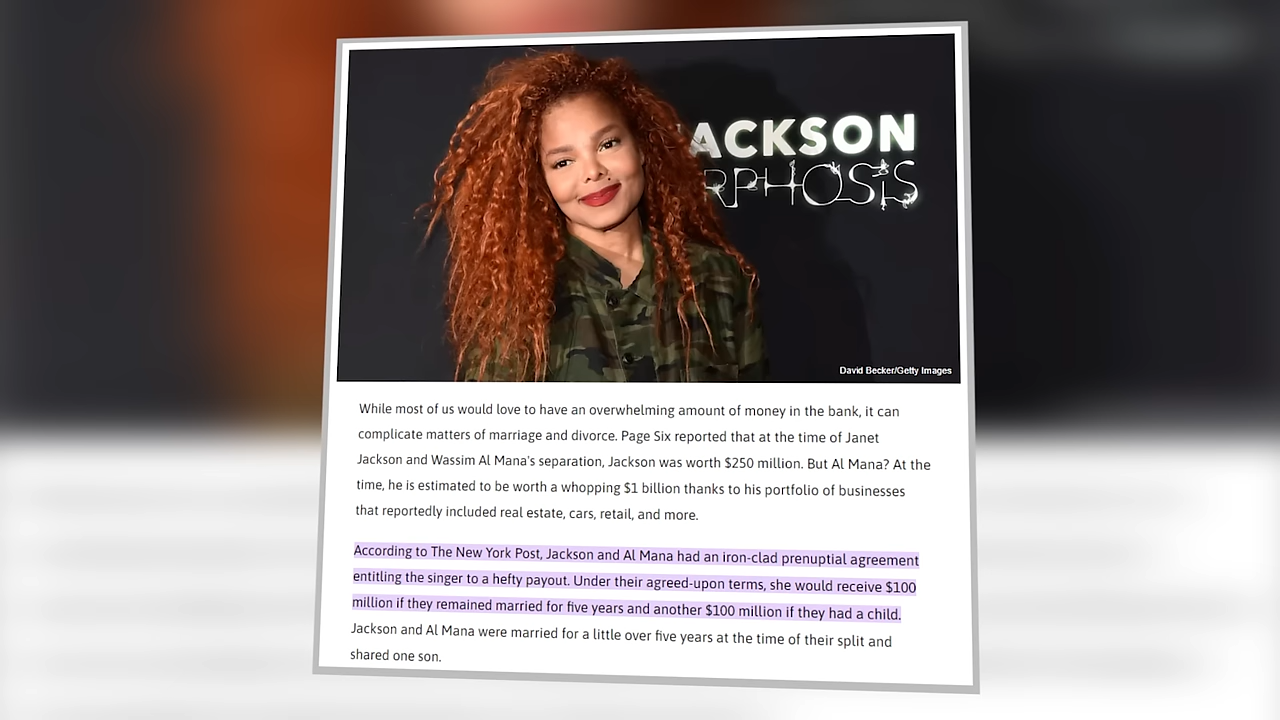 ACKSON
RPHOSIS
David Becker/Getty Images
While most of us would love to have an overwhelming amount of money in the bank, it can
complicate matters of marriage and divorce. Page Six reported that at the time of Janet
Jackson and Wassim Al Mana's separation, Jackson was worth $250 million. But Al Mana? At the
time, he is estimated to be worth a whopping $1 billion thanks to his portfolio of businesses
that reportedly included real estate, cars, retail, and more.
According to The New York Post, Jackson and Al Mana had an iron-clad prenuptial agreement
entitling the singer to a hefty payout. Under their agreed-upon terms, she would receive $100
million if they remained married for five years and another $100 million if they had a child.
Jackson and Al Mana were married for a little over five years at the time of their split and
shared one son.